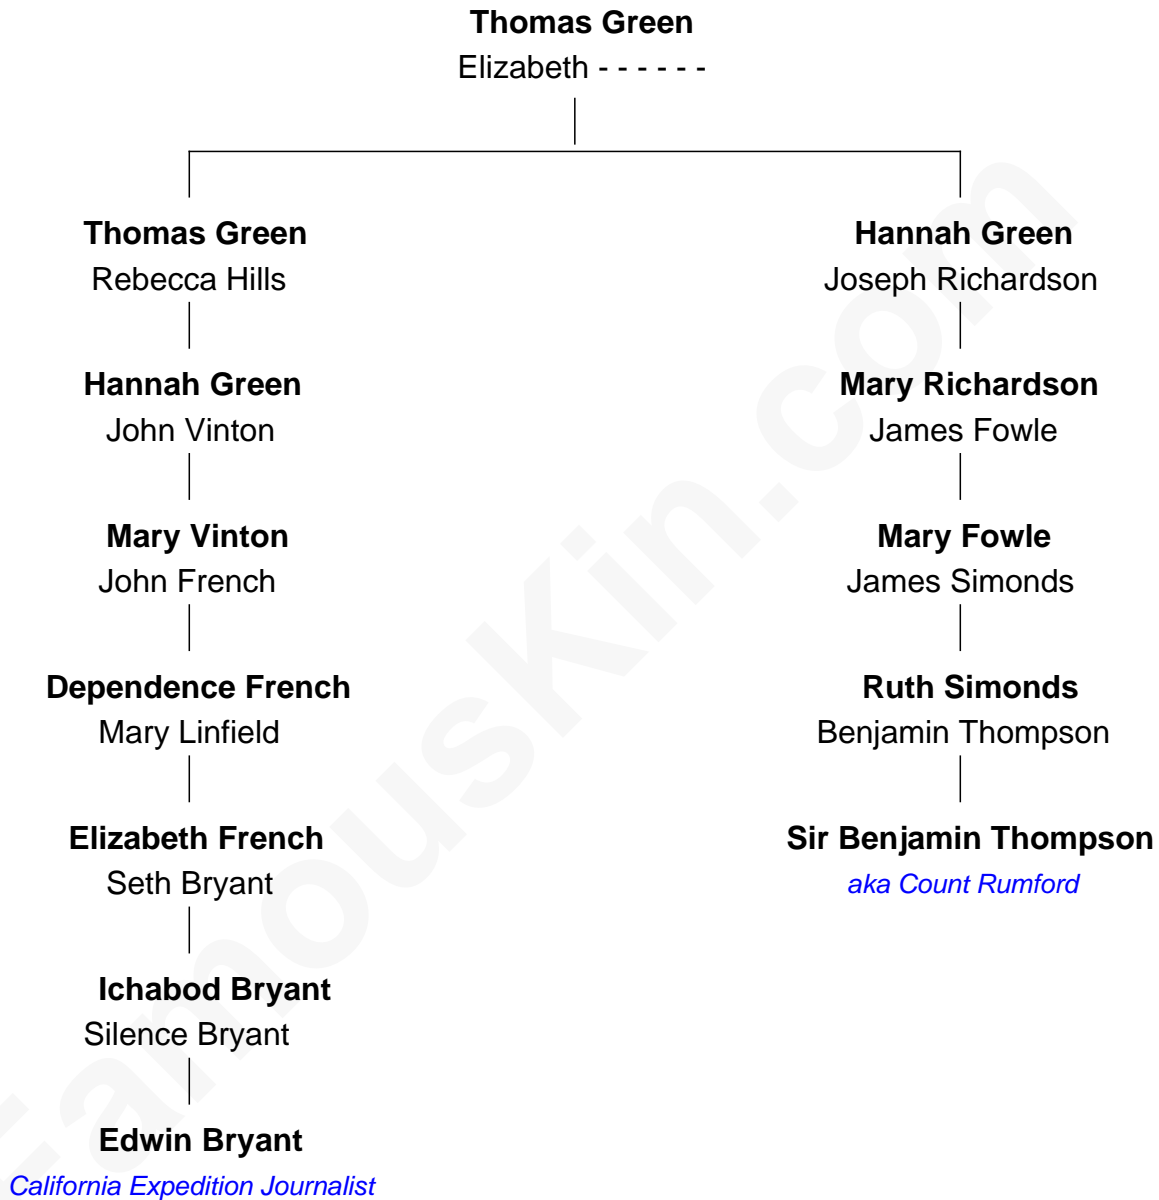 Thomas Green
Elizabeth - - - - - -
Thomas Green
Rebecca Hills
Hannah Green
Joseph Richardson
Hannah Green
John Vinton
Mary Richardson
James Fowle
Mary Vinton
John French
Mary Fowle
James Simonds
Dependence French
Mary Linfield
Ruth Simonds
Benjamin Thompson
Elizabeth French
Seth Bryant
Sir Benjamin Thompson
aka Count Rumford
Ichabod Bryant
Silence Bryant
Edwin Bryant
California Expedition Journalist
FamousKin.com